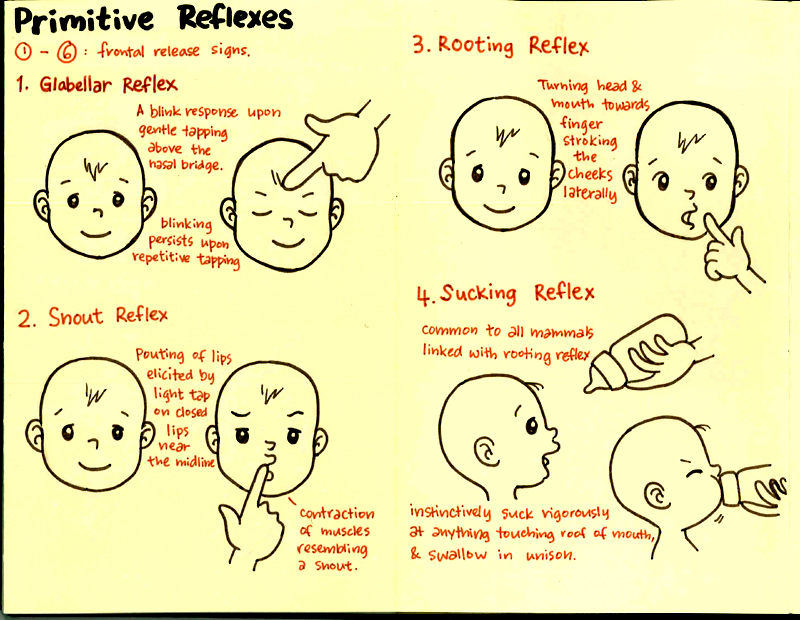 Primitive Reflexes
① - ⑥ : frontal release signs.
1. Glabellar Reflex
A blink response upon
gentle tapping
above the
nasal bridge.
blinking
persists upon
repetitive tapping
2. Snout Reflex
Pouting of lips
elicited by
light tap
on closed
lips
near
the midline
contraction
of muscles
resembling
a snout.
3. Rooting Reflex
Turning head &
mouth towards
finger
stroking
the
cheeks
laterally
4. Sucking Reflex
common to all mammals
linked with rooting reflex
instinctively suck rigorously
at anything touching roof of mouth,
& swallow in unison.